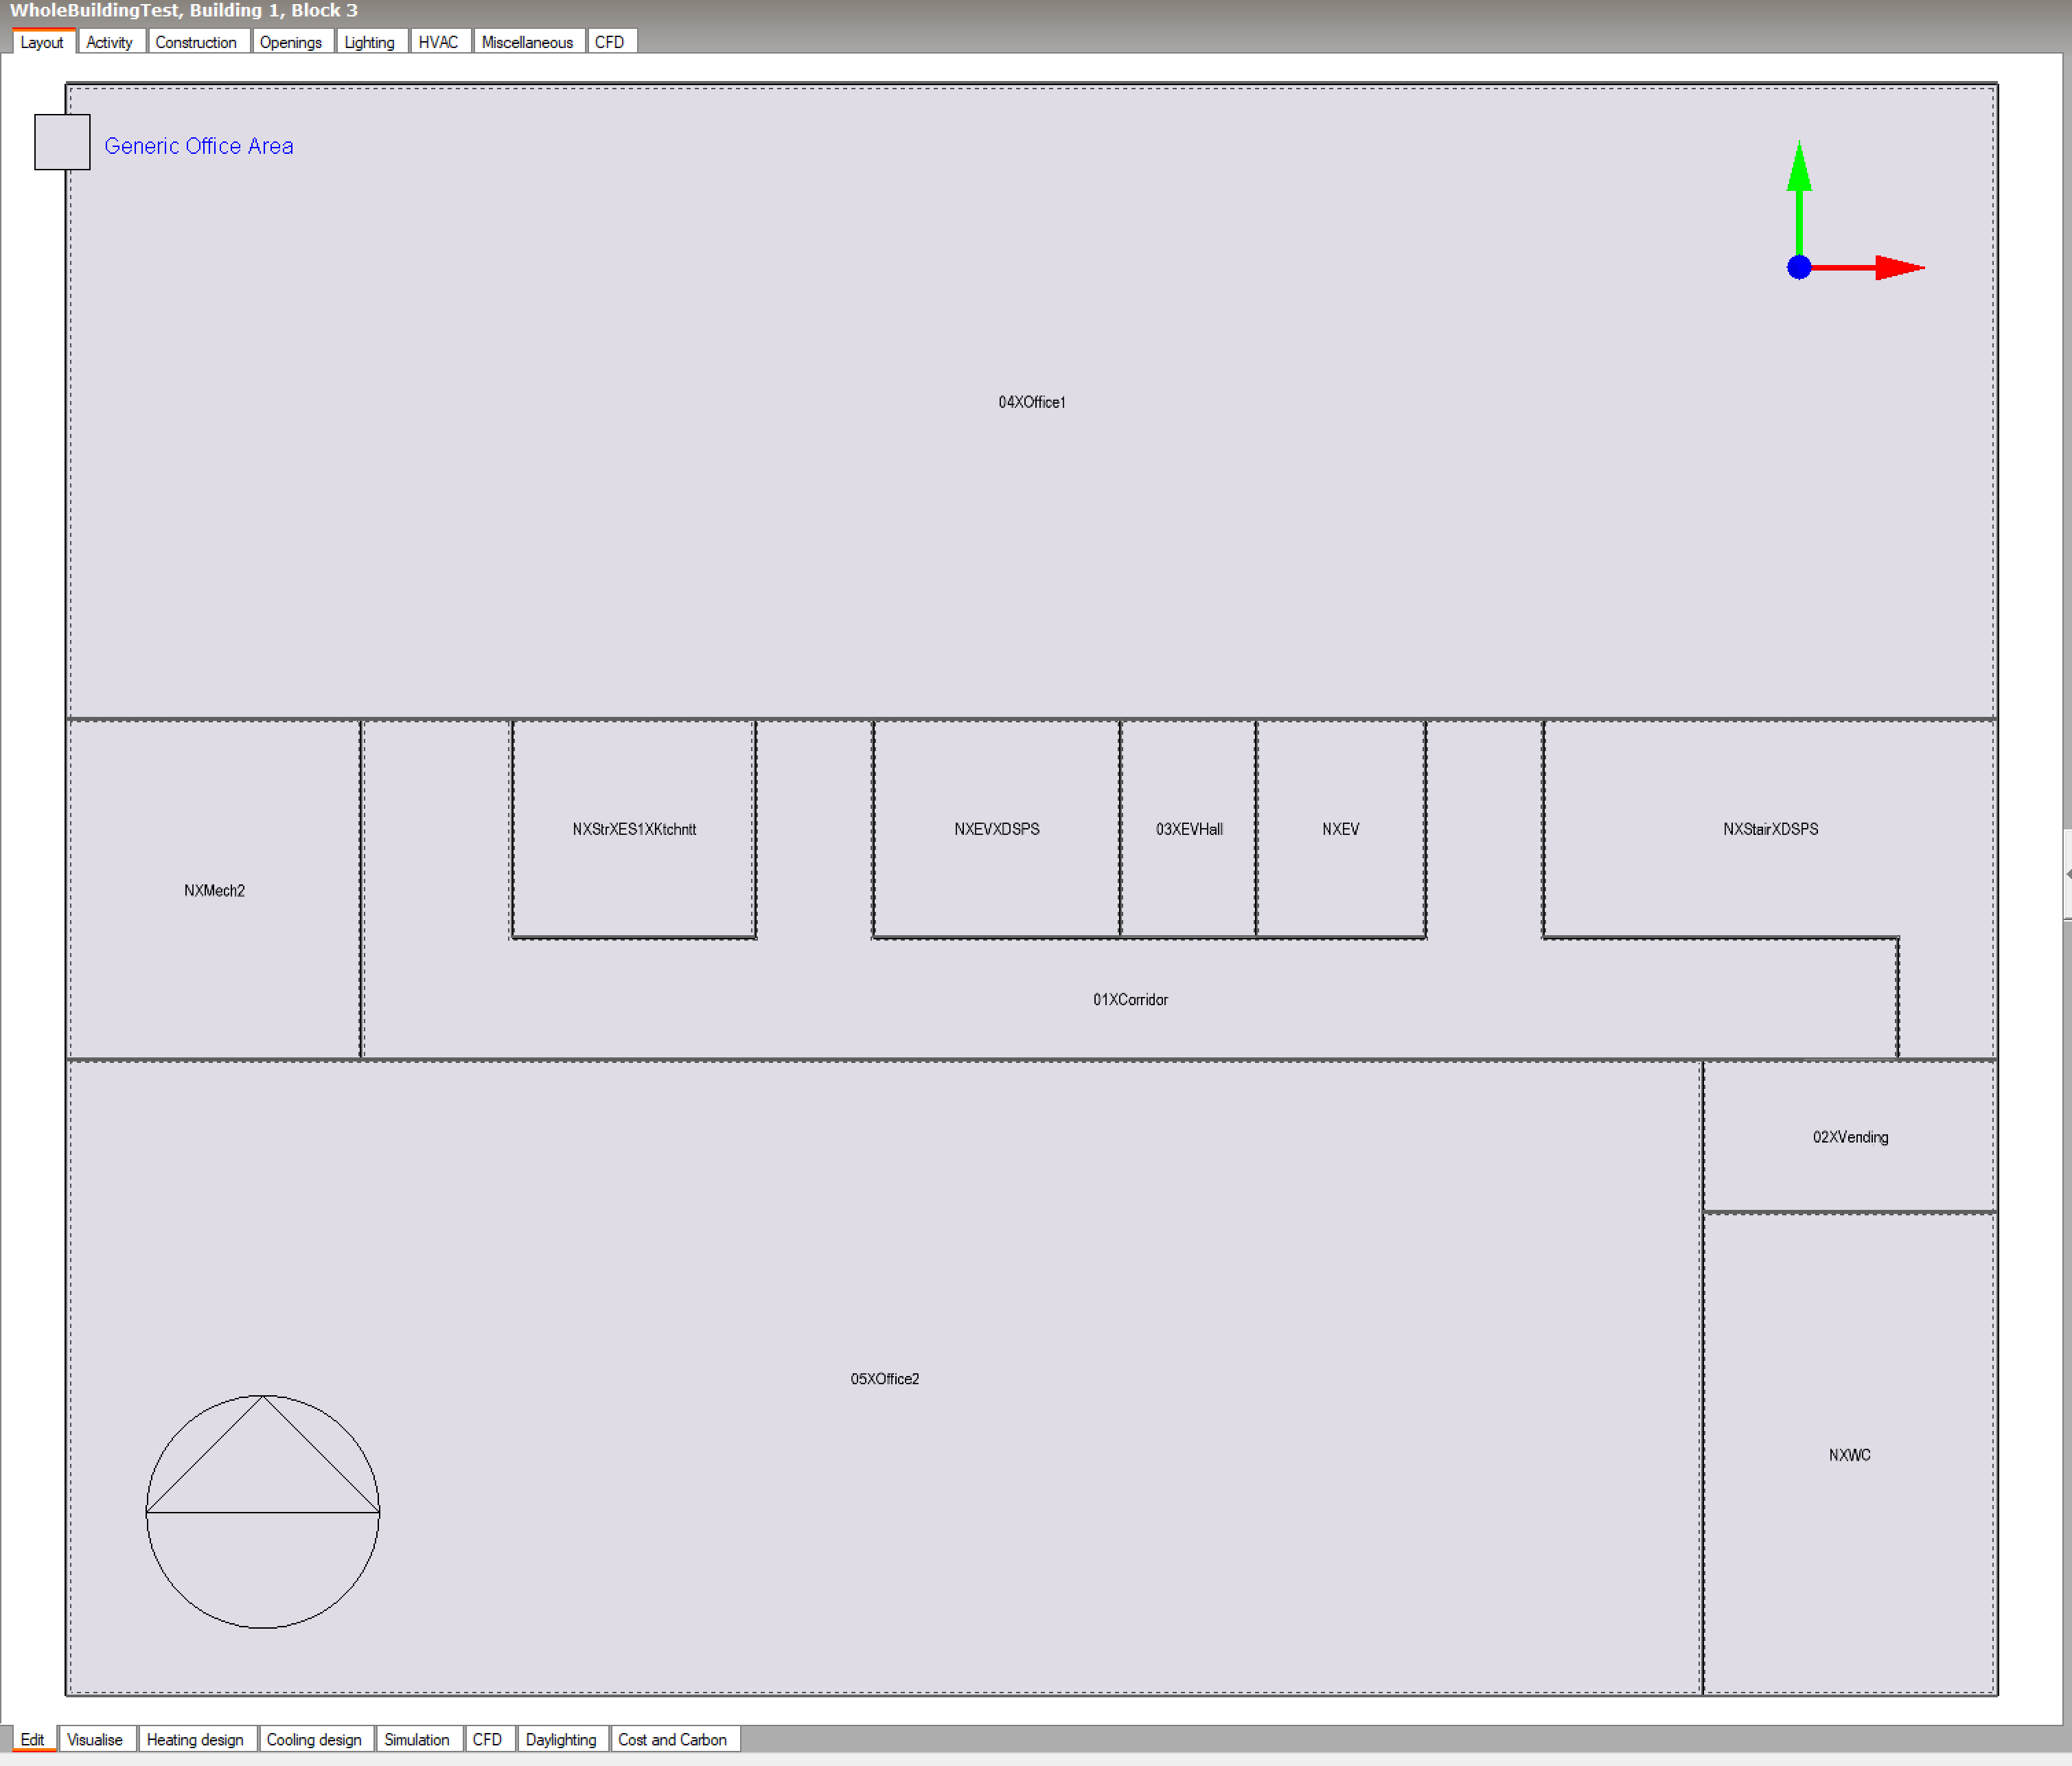 WholeBuildingTest, Building 1, Block 3
Layout Activity Construction Openings Lighting HVAC Miscellaneous CFD
Generic Office Area
04XOffice1
NXStrXES1XKtchntt NXEVXDSPS 03XEVHall NXEV NXStairXDSPS
NXMech2
01XCorridor
02XVending
05XOffice2
NXWC
Edit Visualise Heating design Cooling design Simulation CFD Daylighting Cost and Carbon